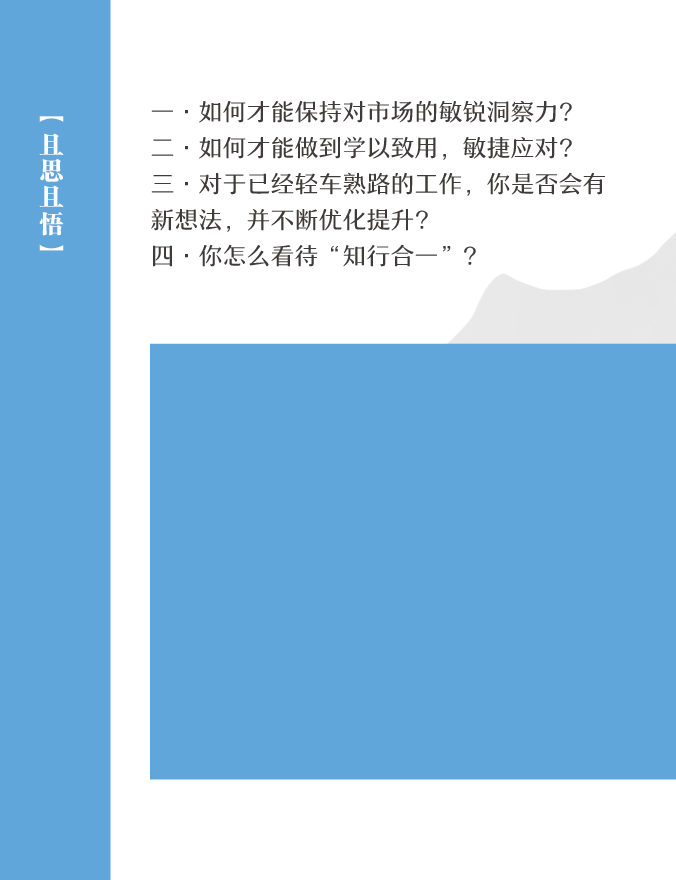 【且思且悟】
一·如何才能保持对市场的敏锐洞察力？
二·如何才能做到学以致用，敏捷应对？
三·对于已经轻车熟路的工作，你是否会有
新想法，并不断优化提升？
四·你怎么看待“知行合一”？